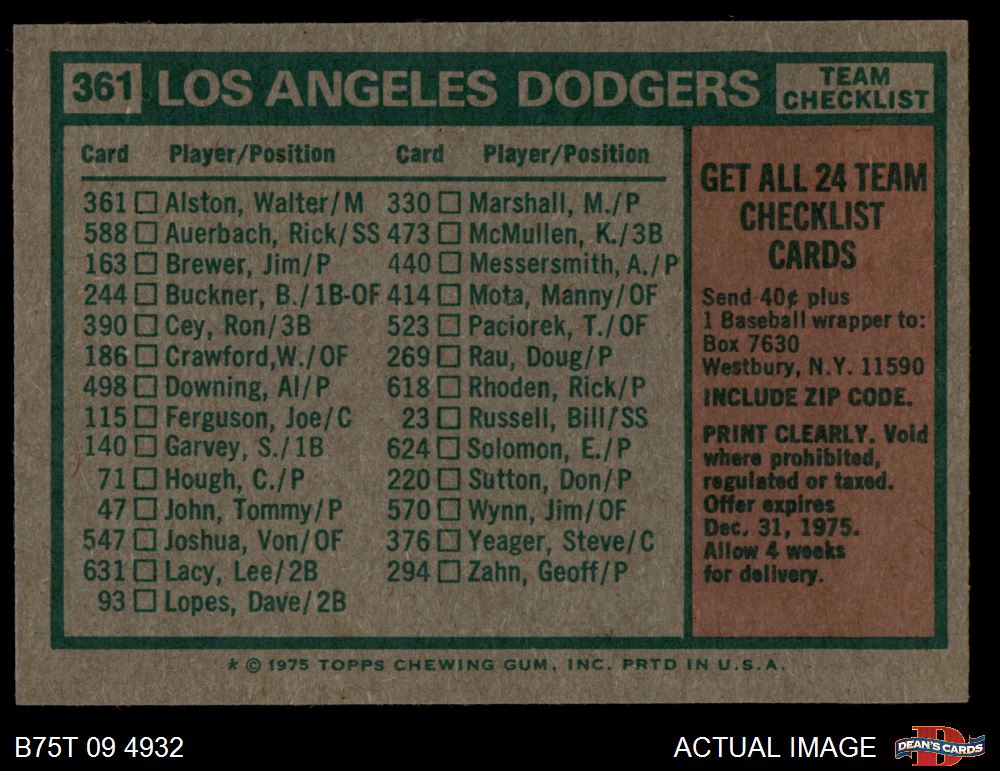 361 LOS ANGELES DODGERS TEAM CHECKLIST
Card Player/Position Card Player/Position
361 □ Alston, Walter/M 330 □ Marshall, M./P
588 □ Auerbach, Rick/SS 473 □ McMullen, K./3B
163 □ Brewer, Jim/P 440 □ Messersmith, A./P
244 □ Buckner, B./1B-OF 414 □ Mota, Manny/OF
390 □ Cey, Ron/3B 523 □ Paciorek, T./OF
186 □ Crawford,W./OF 269 □ Rau, Doug/P
498 □ Downing, Al/P 618 □ Rhoden, Rick/P
115 □ Ferguson, Joe/C 23 □ Russell, Bill/SS
140 □ Garvey, S./1B 624 □ Solomon, E./P
71 □ Hough, C./P 220 □ Sutton, Don/P
47 □ John, Tommy/P 570 □ Wynn, Jim/OF
547 □ Joshua, Von/OF 376 □ Yeager, Steve/C
631 □ Lacy, Lee/2B 294 □ Zahn, Geoff/P
93 □ Lopes, Dave/2B
GET ALL 24 TEAM
CHECKLIST
CARDS
Send 40¢ plus
1 Baseball wrapper to:
Box 7630
Westbury, N.Y. 11590
INCLUDE ZIP CODE.
PRINT CLEARLY. Void
where prohibited,
regulated or taxed.
Offer expires
Dec. 31, 1975.
Allow 4 weeks
for delivery.
* © 1975 TOPPS CHEWING GUM, INC. PRTD IN U.S.A.
B75T 09 4932 ACTUAL IMAGE DEAN'S CARDS